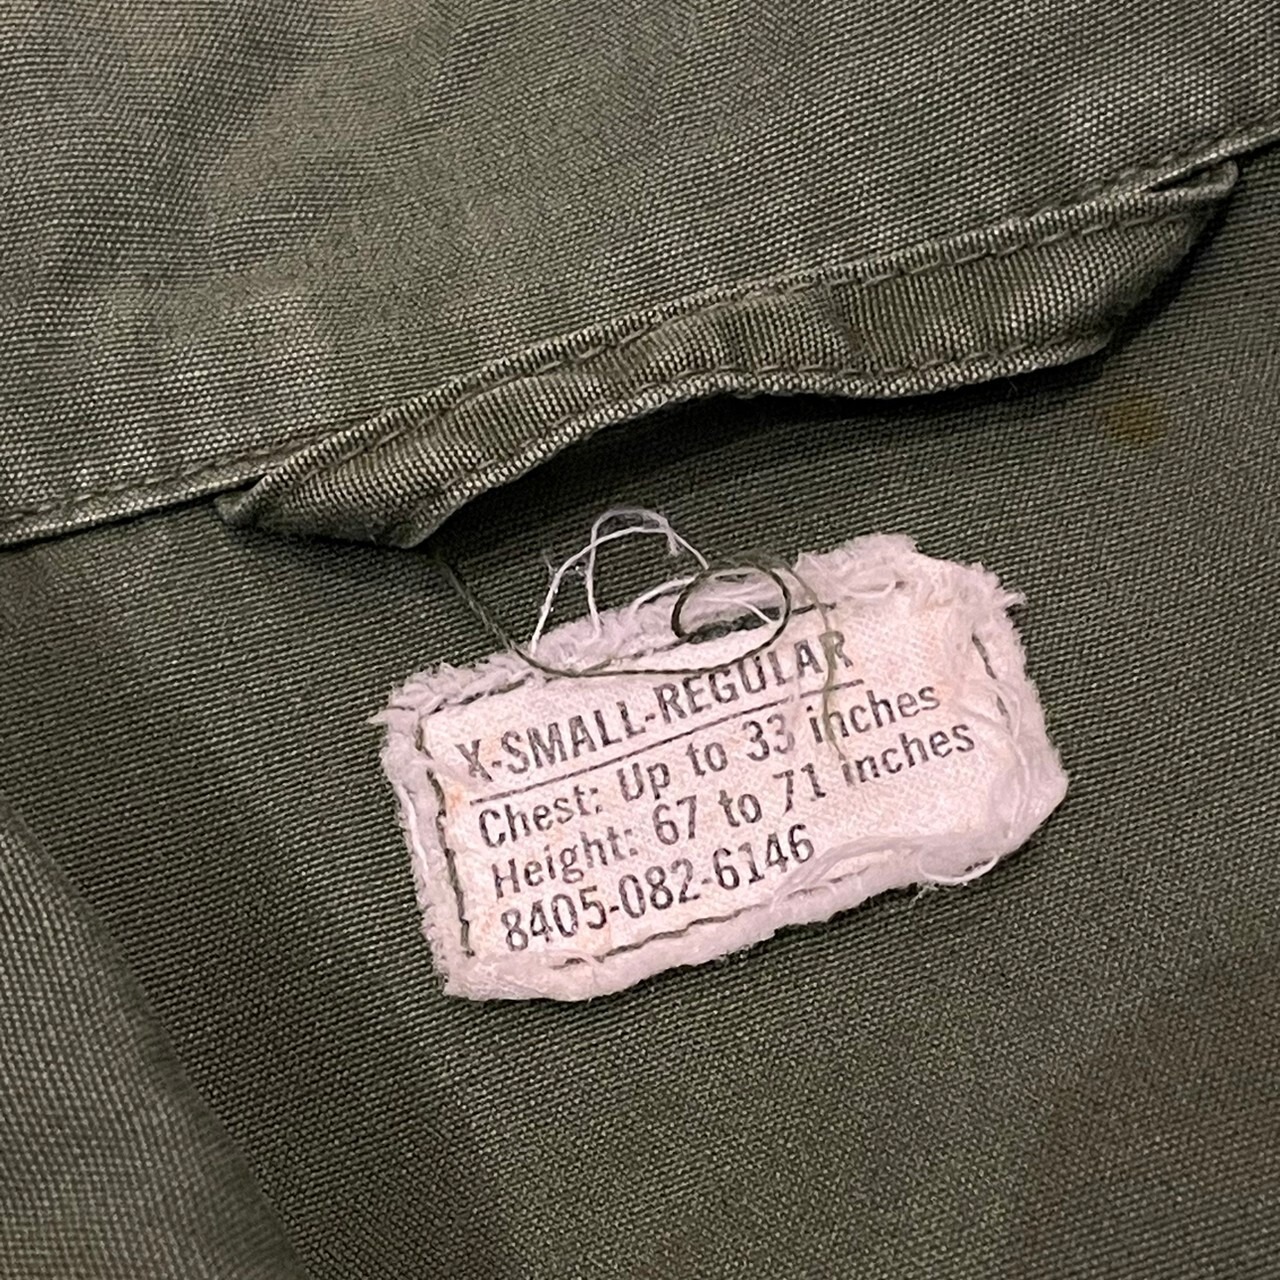 X-SMALL-REGULAR
Chest: Up to 33 inches
Height: 67 to 71 inches
8405-082-6146